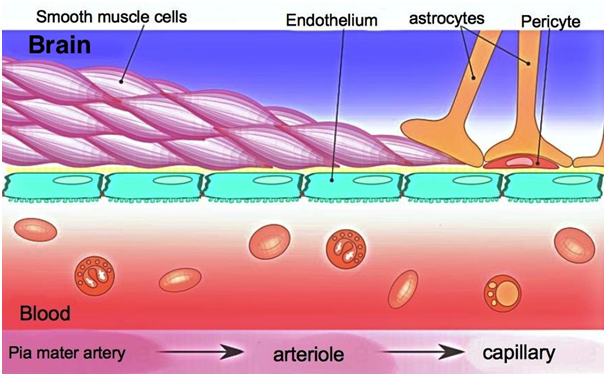 Smooth muscle cells
Endothelium
astrocytes
Pericyte
Brain
Blood
Pia mater artery
arteriole
capillary